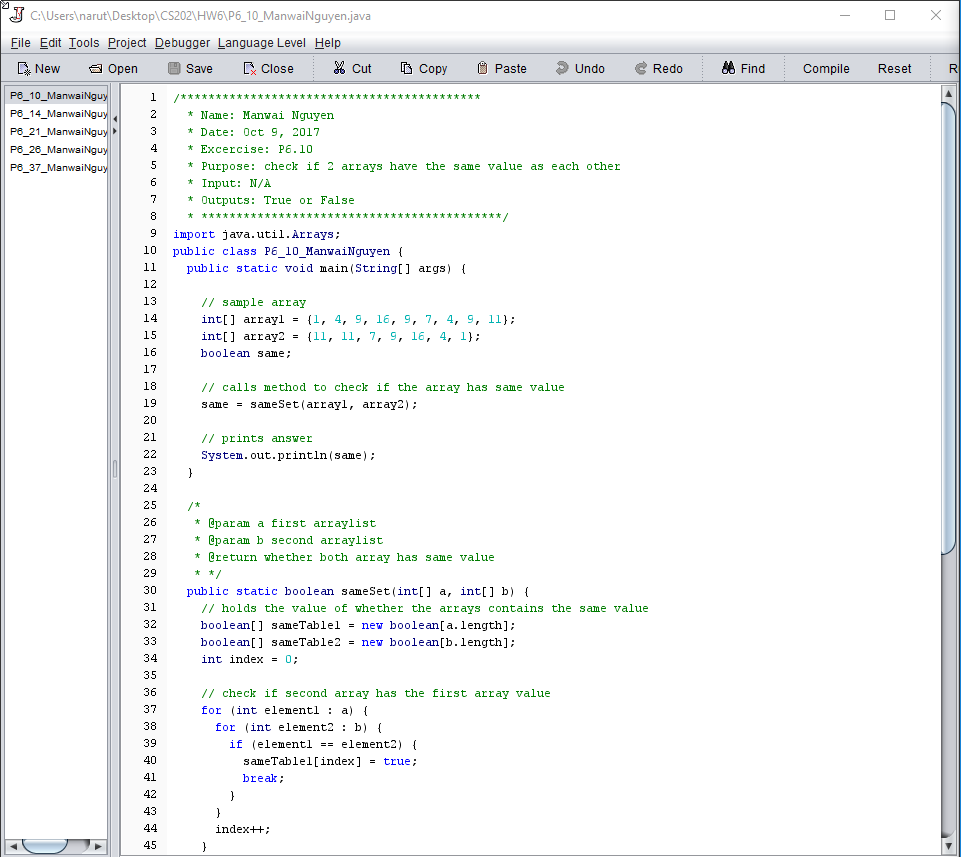 C:\Users\narut\Desktop\CS202\HW6\P6_10_ManwaiNguyen.java
File Edit Tools Project Debugger Language Level Help
New Open Save Close Cut Copy Paste Undo Redo Find Compile Reset R
P6_10_ManwaiNguy
P6_14_ManwaiNguy
P6_21_ManwaiNguy
P6_26_ManwaiNguy
P6_37_ManwaiNguy
1 /*******************************************
2   * Name: Manwai Nguyen
3   * Date: Oct 9, 2017
4   * Excercise: P6.10
5   * Purpose: check if 2 arrays have the same value as each other
6   * Input: N/A
7   * Outputs: True or False
8   * *******************************************/
9 import java.util.Arrays;
10 public class P6_10_ManwaiNguyen {
11   public static void main(String[] args) {
12
13     // sample array
14     int[] array1 = {1, 4, 9, 16, 9, 7, 4, 9, 11};
15     int[] array2 = {11, 11, 7, 9, 16, 4, 1};
16     boolean same;
17
18     // calls method to check if the array has same value
19     same = sameSet(array1, array2);
20
21     // prints answer
22     System.out.println(same);
23   }
24
25   /*
26    * @param a first arraylist
27    * @param b second arraylist
28    * @return whether both array has same value
29    * */
30   public static boolean sameSet(int[] a, int[] b) {
31     // holds the value of whether the arrays contains the same value
32     boolean[] sameTable1 = new boolean[a.length];
33     boolean[] sameTable2 = new boolean[b.length];
34     int index = 0;
35
36     // check if second array has the first array value
37     for (int element1 : a) {
38       for (int element2 : b) {
39         if (element1 == element2) {
40           sameTable1[index] = true;
41           break;
42         }
43       }
44       index++;
45     }